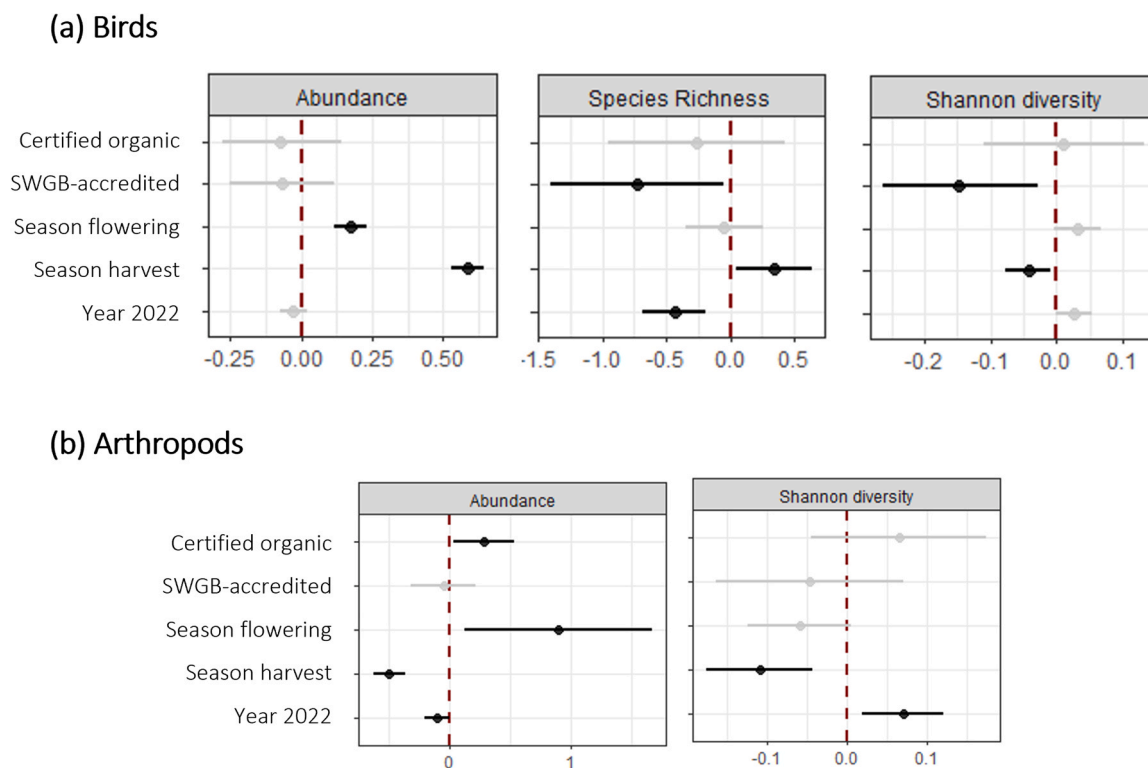 (a) Birds
Abundance
Species Richness
Shannon diversity
Certified organic
SWGB-accredited
Season flowering
Season harvest
Year 2022
-0.25 0.00 0.25 0.50
-1.5 -1.0 -0.5 0.0 0.5
-0.2 -0.1 0.0 0.1
(b) Arthropods
Abundance
Shannon diversity
Certified organic
SWGB-accredited
Season flowering
Season harvest
Year 2022
0 1
-0.1 0.0 0.1